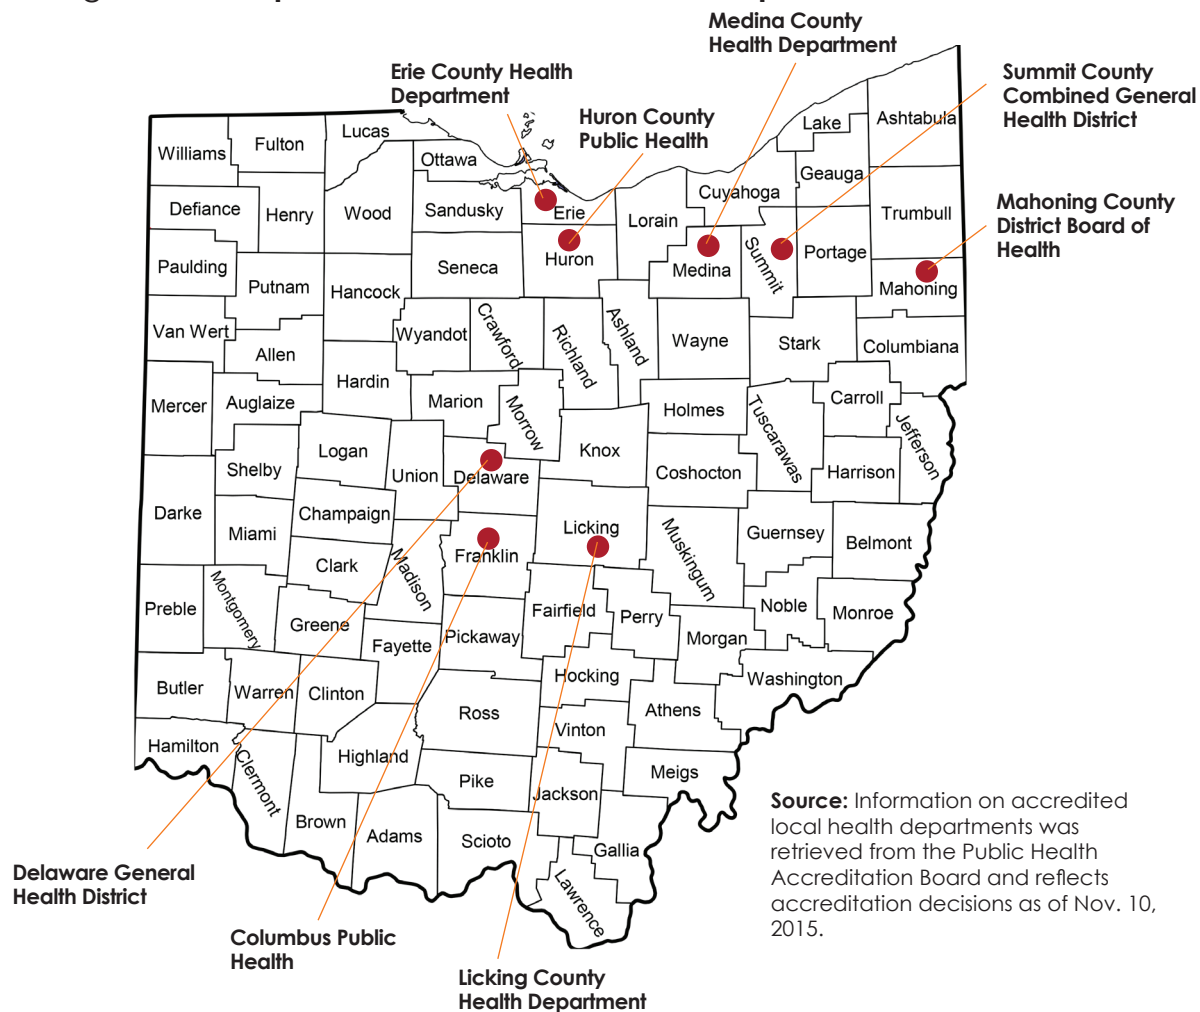 Medina County
Health Department
Erie County Health
Department
Summit County
Combined General
Health District
Huron County
Public Health
Mahoning County
District Board of
Health
Williams
Fulton
Lucas
Ottawa
Lake
Ashtabula
Geauga
Cuyahoga
Defiance
Henry
Wood
Sandusky
Erie
Lorain
Trumbull
Paulding
Putnam
Hancock
Seneca
Huron
Medina
Summit
Portage
Mahoning
Van Wert
Allen
Wyandot
Crawford
Richland
Ashland
Wayne
Stark
Columbiana
Mercer
Auglaize
Hardin
Marion
Morrow
Holmes
Tuscarawas
Carroll
Jefferson
Shelby
Logan
Union
Delaware
Knox
Coshocton
Harrison
Darke
Miami
Champaign
Clark
Madison
Franklin
Licking
Muskingum
Guernsey
Belmont
Preble
Montgomery
Greene
Fayette
Pickaway
Fairfield
Perry
Morgan
Noble
Monroe
Butler
Warren
Clinton
Ross
Hocking
Vinton
Athens
Washington
Hamilton
Clermont
Highland
Pike
Jackson
Meigs
Brown
Adams
Scioto
Gallia
Lawrence
Source: Information on accredited
local health departments was
retrieved from the Public Health
Accreditation Board and reflects
accreditation decisions as of Nov. 10,
2015.
Delaware General
Health District
Columbus Public
Health
Licking County
Health Department